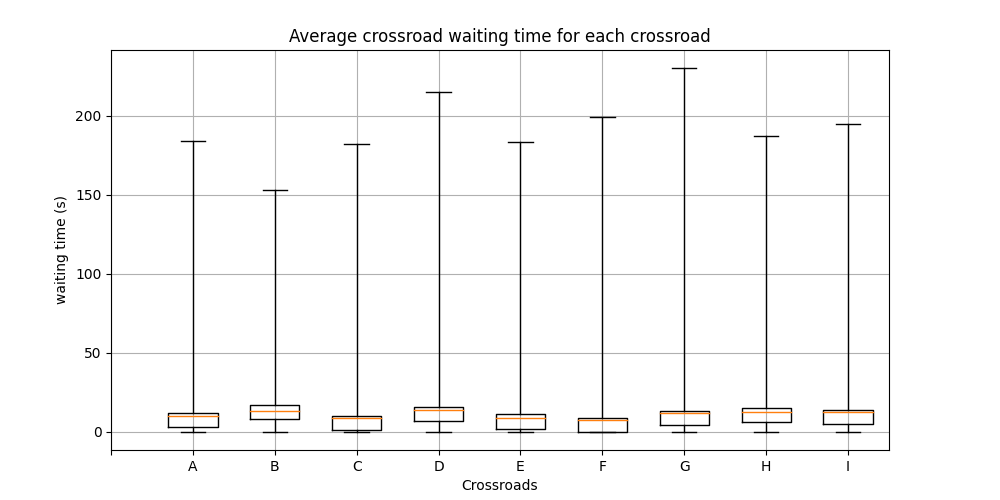 Average crossroad waiting time for each crossroad
waiting time (s)
200
150
100
50
0
A B C D E F G H I
Crossroads